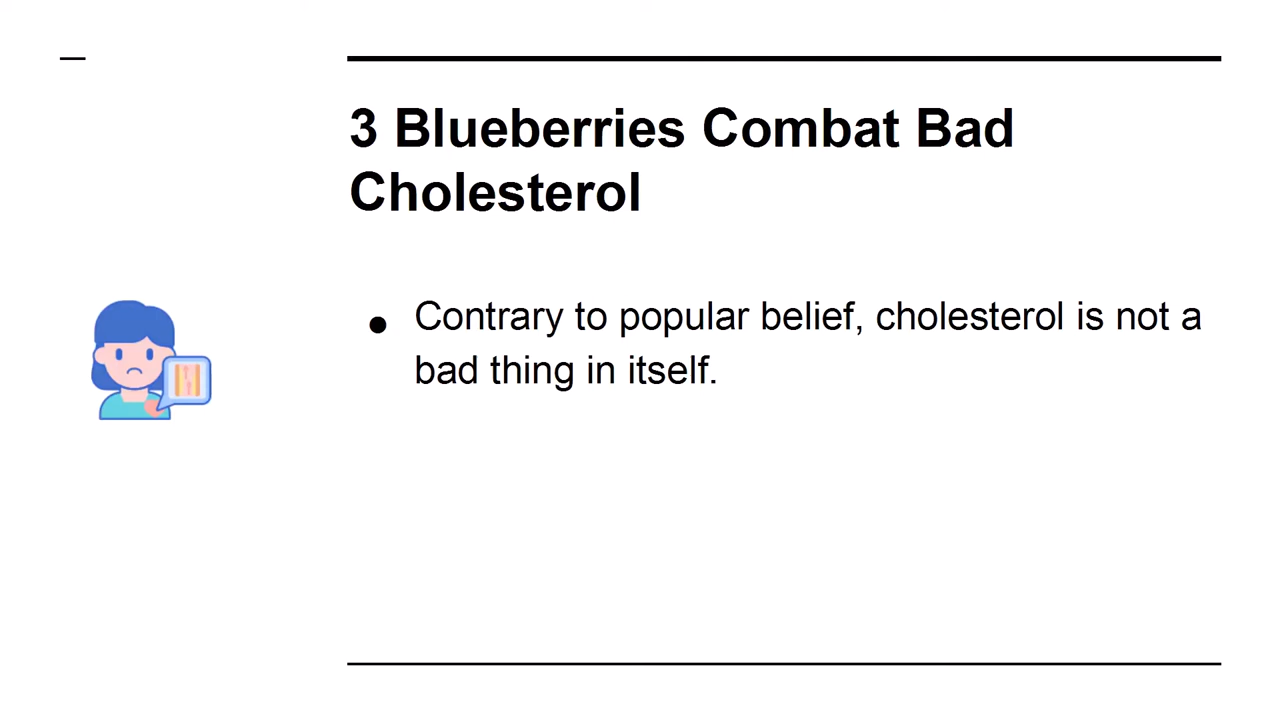 3 Blueberries Combat Bad
Cholesterol
● Contrary to popular belief, cholesterol is not a
bad thing in itself.